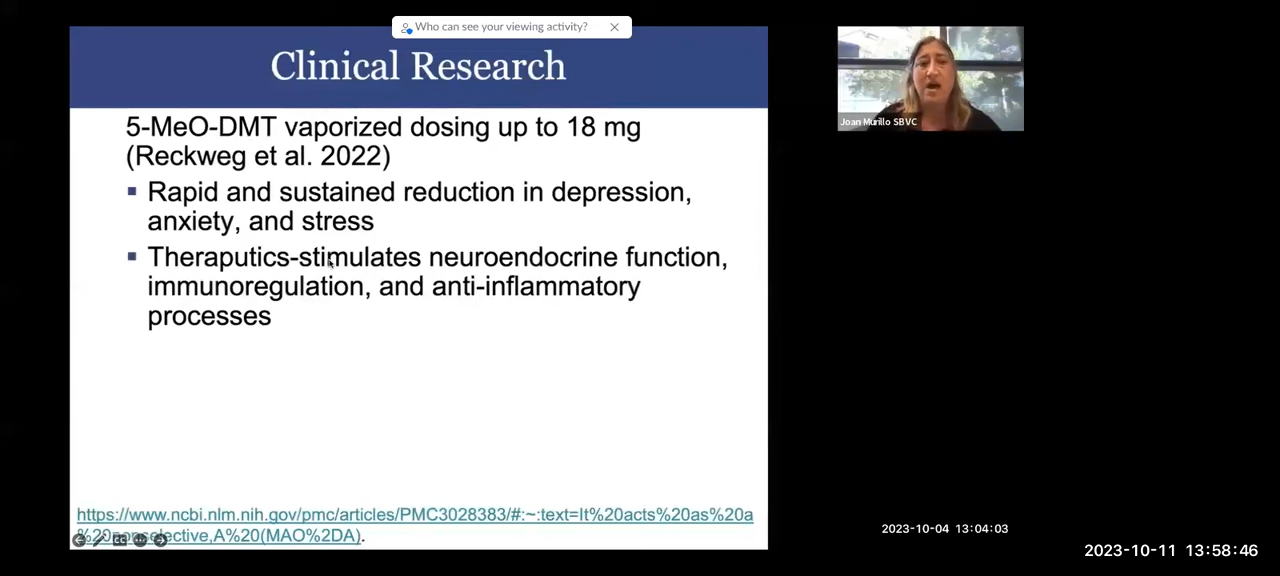 Who can see your viewing activity?
Clinical Research
5-MeO-DMT vaporized dosing up to 18 mg
(Reckweg et al. 2022)
Rapid and sustained reduction in depression,
anxiety, and stress
Theraputics-stimulates neuroendocrine function,
immunoregulation, and anti-inflammatory
processes
https://www.ncbi.nlm.nih.gov/pmc/articles/PMC3028383/#:~:text=It%20acts%20as%20a
%20nonselective,A%20(MAO%2DA).
Joan Murillo SBVC
2023-10-04 13:04:03
2023-10-11 13:58:46